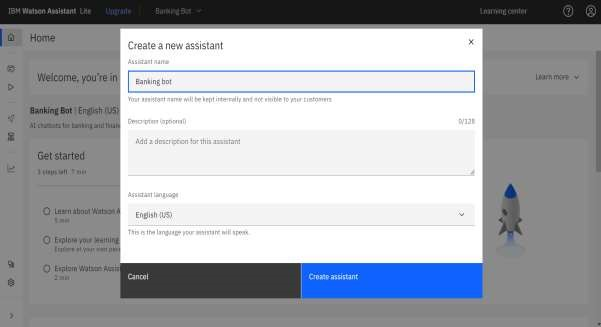 IBM Watson Assistant Lite Upgrade Banking Bot Learning center
Home
Welcome, you're in
Learn more
Banking Bot | English (US)
AI chatbots for banking and finan
Get started
3 steps left · 7 min
Learn about Watson A
5 min
Explore your learning
Explore at your own pace
Explore Watson Assis
2 min
Create a new assistant
Assistant name
Banking bot
Your assistant name will be kept internally and not visible to your customers
Description (optional) 0/128
Add a description for this assistant
Assistant language
English (US)
This is the language your assistant will speak.
Cancel
Create assistant